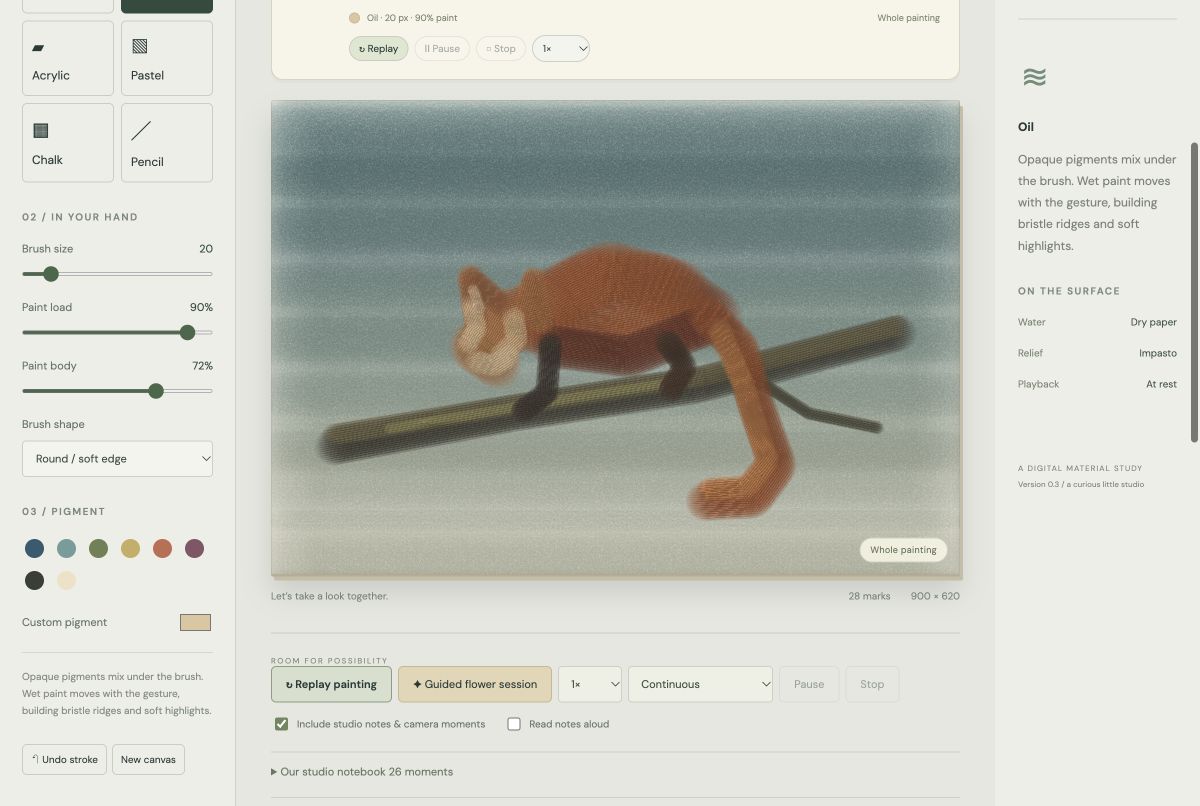 Acrylic
Pastel
Chalk
Pencil
02 / IN YOUR HAND
Brush size 20
Paint load 90%
Paint body 72%
Brush shape
Round / soft edge
03 / PIGMENT
Custom pigment
Opaque pigments mix under the brush.
Wet paint moves with the gesture,
building bristle ridges and soft highlights.
Undo stroke
New canvas
Oil · 20 px · 90% paint
Whole painting
↻ Replay
II Pause
Stop
1×
Whole painting
Let's take a look together.
28 marks
900 × 620
ROOM FOR POSSIBILITY
↻ Replay painting
✦ Guided flower session
1×
Continuous
Pause
Stop
Include studio notes & camera moments
Read notes aloud
Our studio notebook 26 moments
Oil
Opaque pigments mix under
the brush. Wet paint moves
with the gesture, building
bristle ridges and soft
highlights.
ON THE SURFACE
Water Dry paper
Relief Impasto
Playback At rest
A DIGITAL MATERIAL STUDY
Version 0.3 / a curious little studio